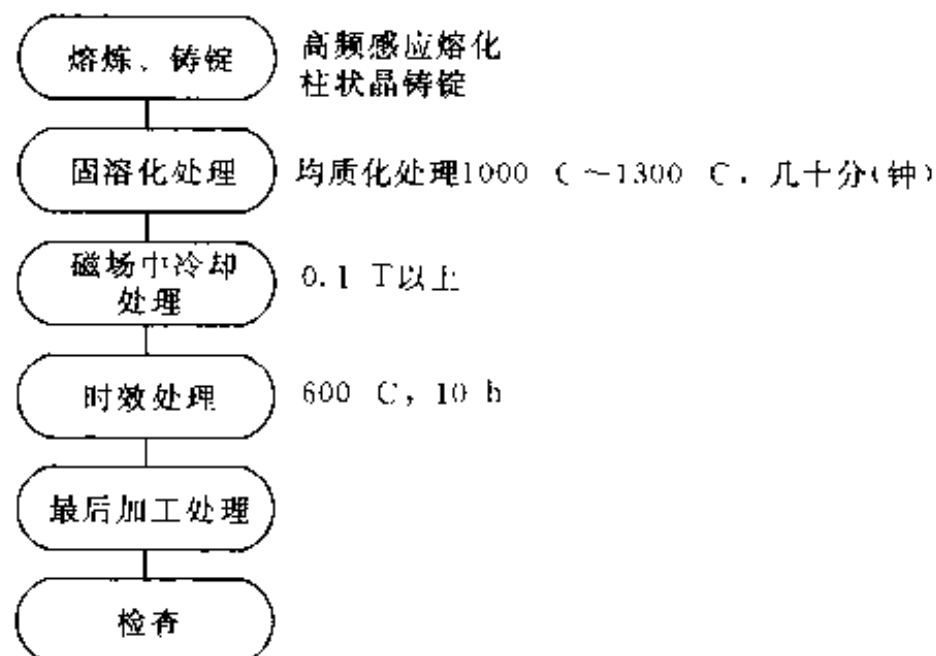 熔炼、铸锭
高频感应熔化
柱状晶铸锭
固溶化处理
均质化处理1000 C～1300 C，几十分(钟)
磁场中冷却
处理
0.1 T以上
时效处理
600 C，10 h
最后加工处理
检查